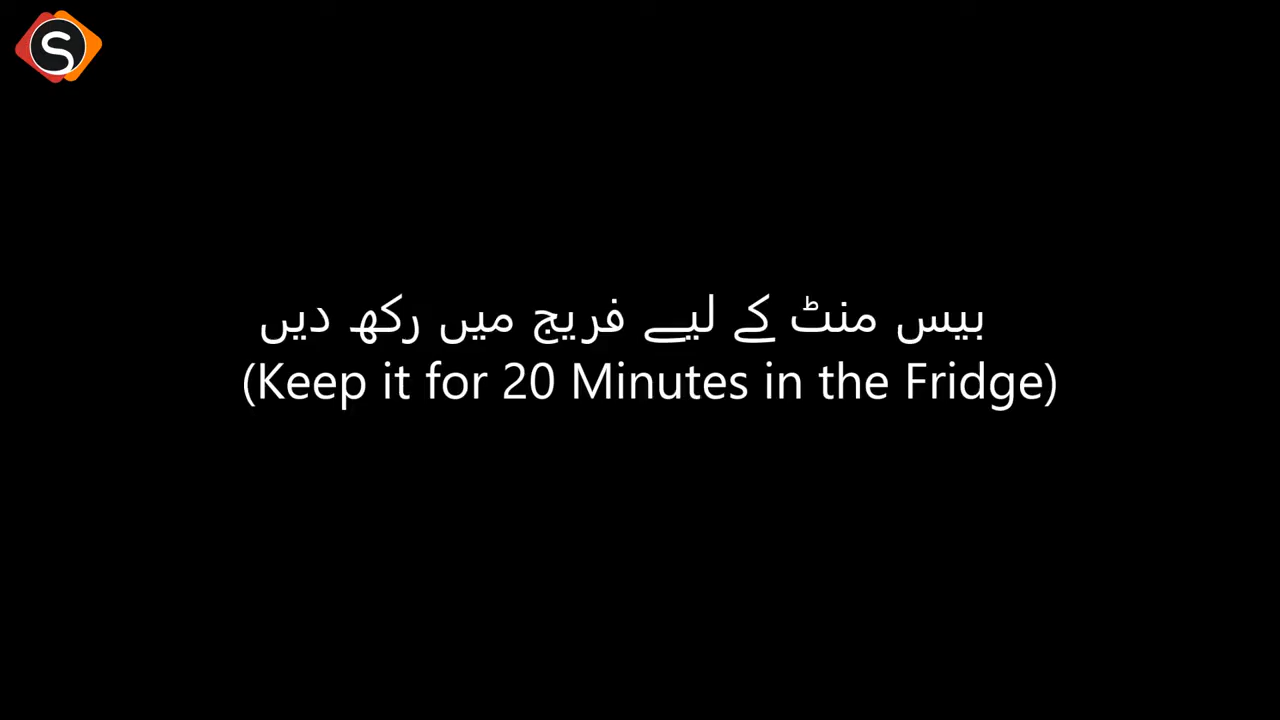 S
بیس منٹ کے لیے فریج میں رکھ دیں
(Keep it for 20 Minutes in the Fridge)